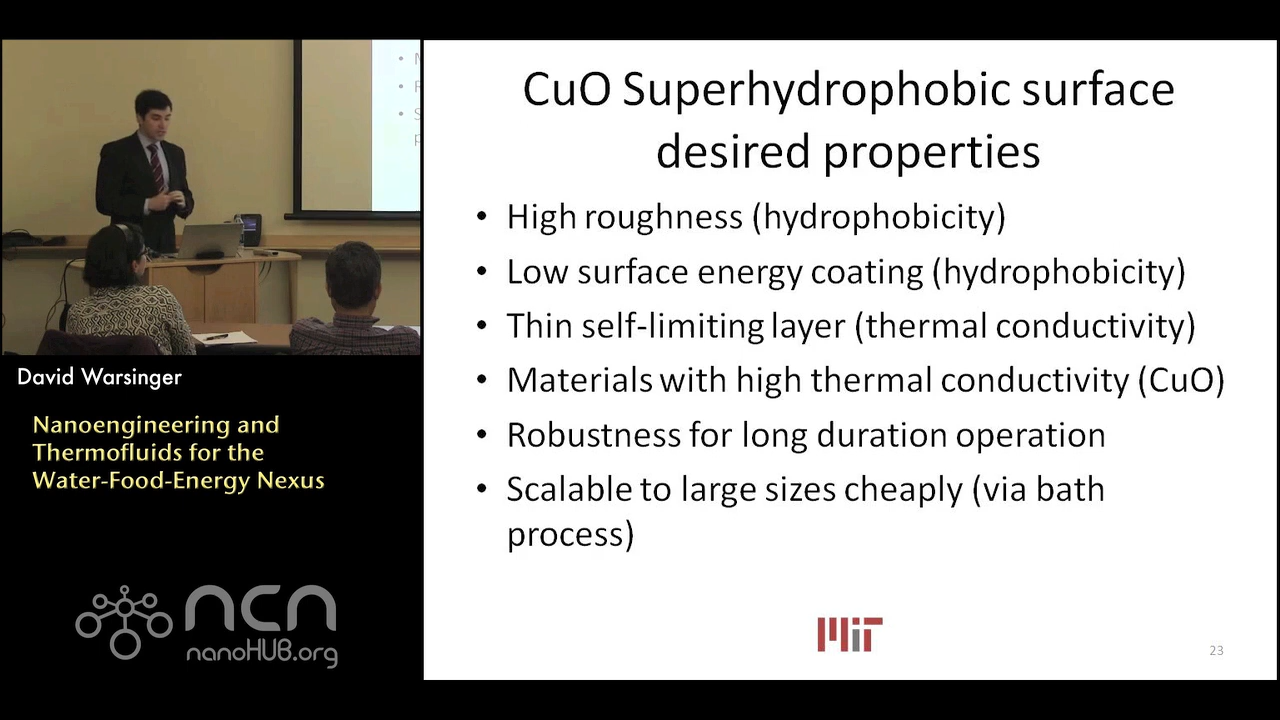 CuO Superhydrophobic surface
desired properties
• High roughness (hydrophobicity)
• Low surface energy coating (hydrophobicity)
• Thin self-limiting layer (thermal conductivity)
• Materials with high thermal conductivity (CuO)
• Robustness for long duration operation
• Scalable to large sizes cheaply (via bath
process)
MIT
23
David Warsinger
Nanoengineering and
Thermofluids for the
Water-Food-Energy Nexus
ncn
nanoHUB.org